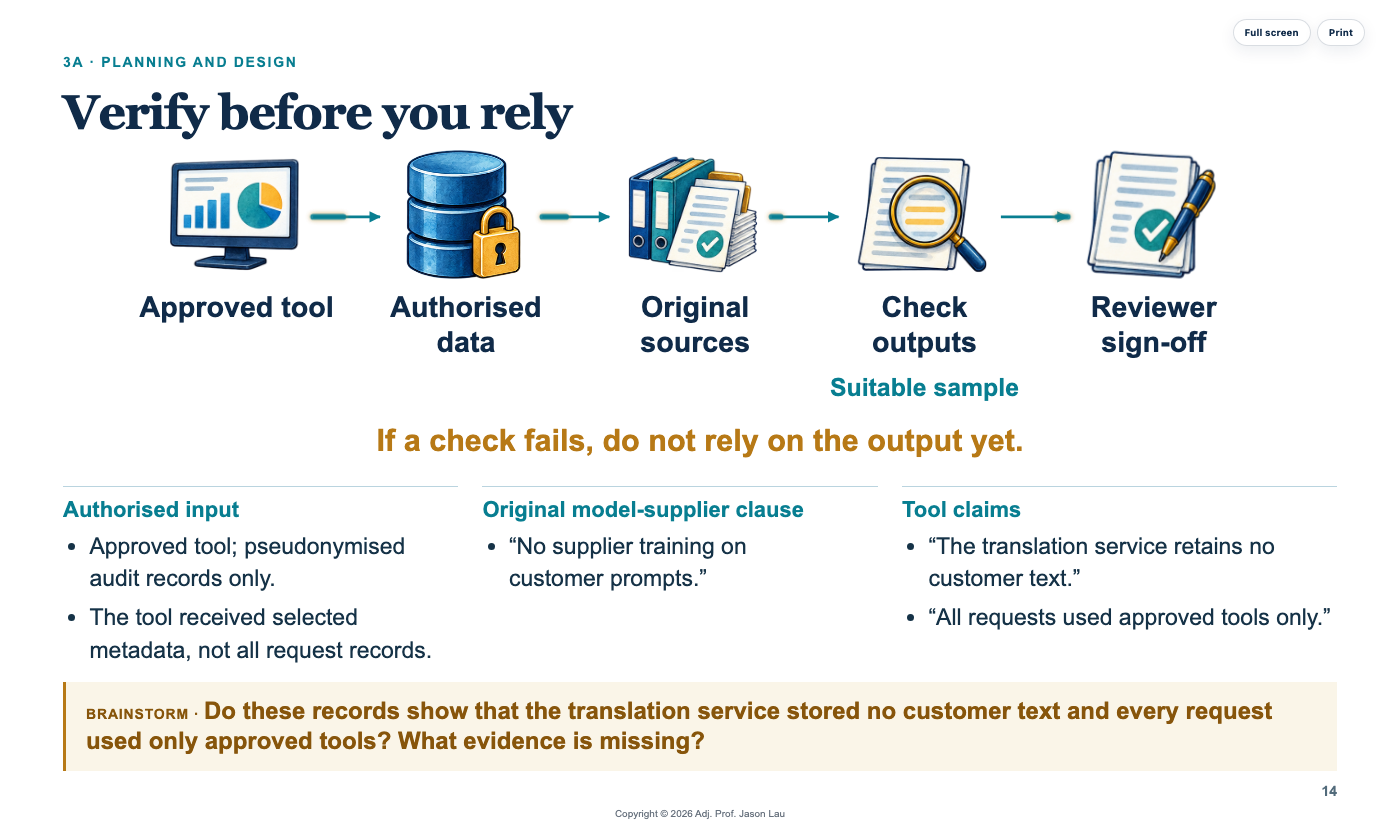 Full screen
Print
3A · PLANNING AND DESIGN
Verify before you rely
Approved tool
Authorised
data
Original
sources
Check
outputs
Reviewer
sign-off
Suitable sample
If a check fails, do not rely on the output yet.
Authorised input
• Approved tool; pseudonymised
audit records only.
• The tool received selected
metadata, not all request records.
Original model-supplier clause
• “No supplier training on
customer prompts.”
Tool claims
• “The translation service retains no
customer text.”
• “All requests used approved tools only.”
BRAINSTORM · Do these records show that the translation service stored no customer text and every request
used only approved tools? What evidence is missing?
14
Copyright © 2026 Adj. Prof. Jason Lau